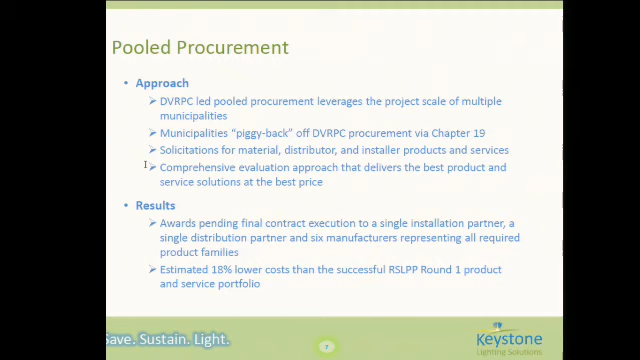 Pooled Procurement
• Approach
➢ DVRPC led pooled procurement leverages the project scale of multiple
municipalities
➢ Municipalities “piggy-back” off DVRPC procurement via Chapter 19
➢ Solicitations for material, distributor, and installer products and services
➢ Comprehensive evaluation approach that delivers the best product and
service solutions at the best price
• Results
➢ Awards pending final contract execution to a single installation partner, a
single distribution partner and six manufacturers representing all required
product families
➢ Estimated 18% lower costs than the successful RSLPP Round 1 product
and service portfolio
Save. Sustain. Light.
7
Keystone
Lighting Solutions